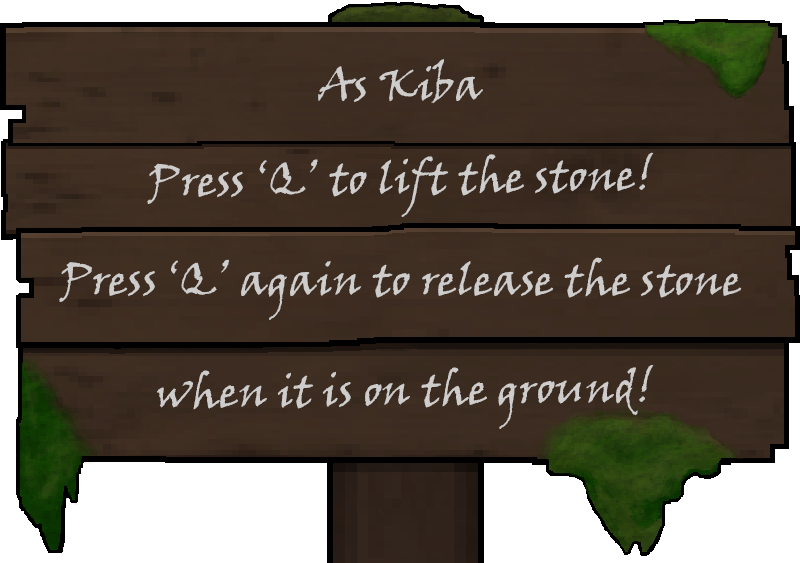 As Kiba
Press ‘Q’ to lift the stone!
Press ‘Q’ again to release the stone
when it is on the ground!